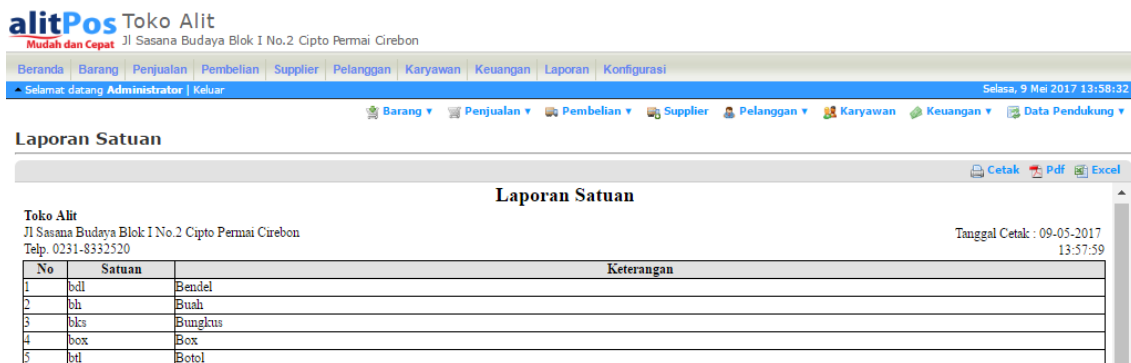 alitPos Toko Alit
Mudah dan Cepat Jl Sasana Budaya Blok I No.2 Cipto Permai Cirebon
Beranda Barang Penjualan Pembelian Supplier Pelanggan Karyawan Keuangan Laporan Konfigurasi
Selamat datang Administrator | Keluar Selasa, 9 Mei 2017 13:58:32
Barang ▼ Penjualan ▼ Pembelian ▼ Supplier Pelanggan ▼ Karyawan Keuangan ▼ Data Pendukung ▼
Laporan Satuan
Cetak Pdf Excel
Laporan Satuan
Toko Alit
Jl Sasana Budaya Blok I No.2 Cipto Permai Cirebon Tanggal Cetak : 09-05-2017
Telp. 0231-8332520 13:57:59
No Satuan Keterangan
1 bdl Bendel
2 bh Buah
3 bks Bungkus
4 box Box
5 btl Botol